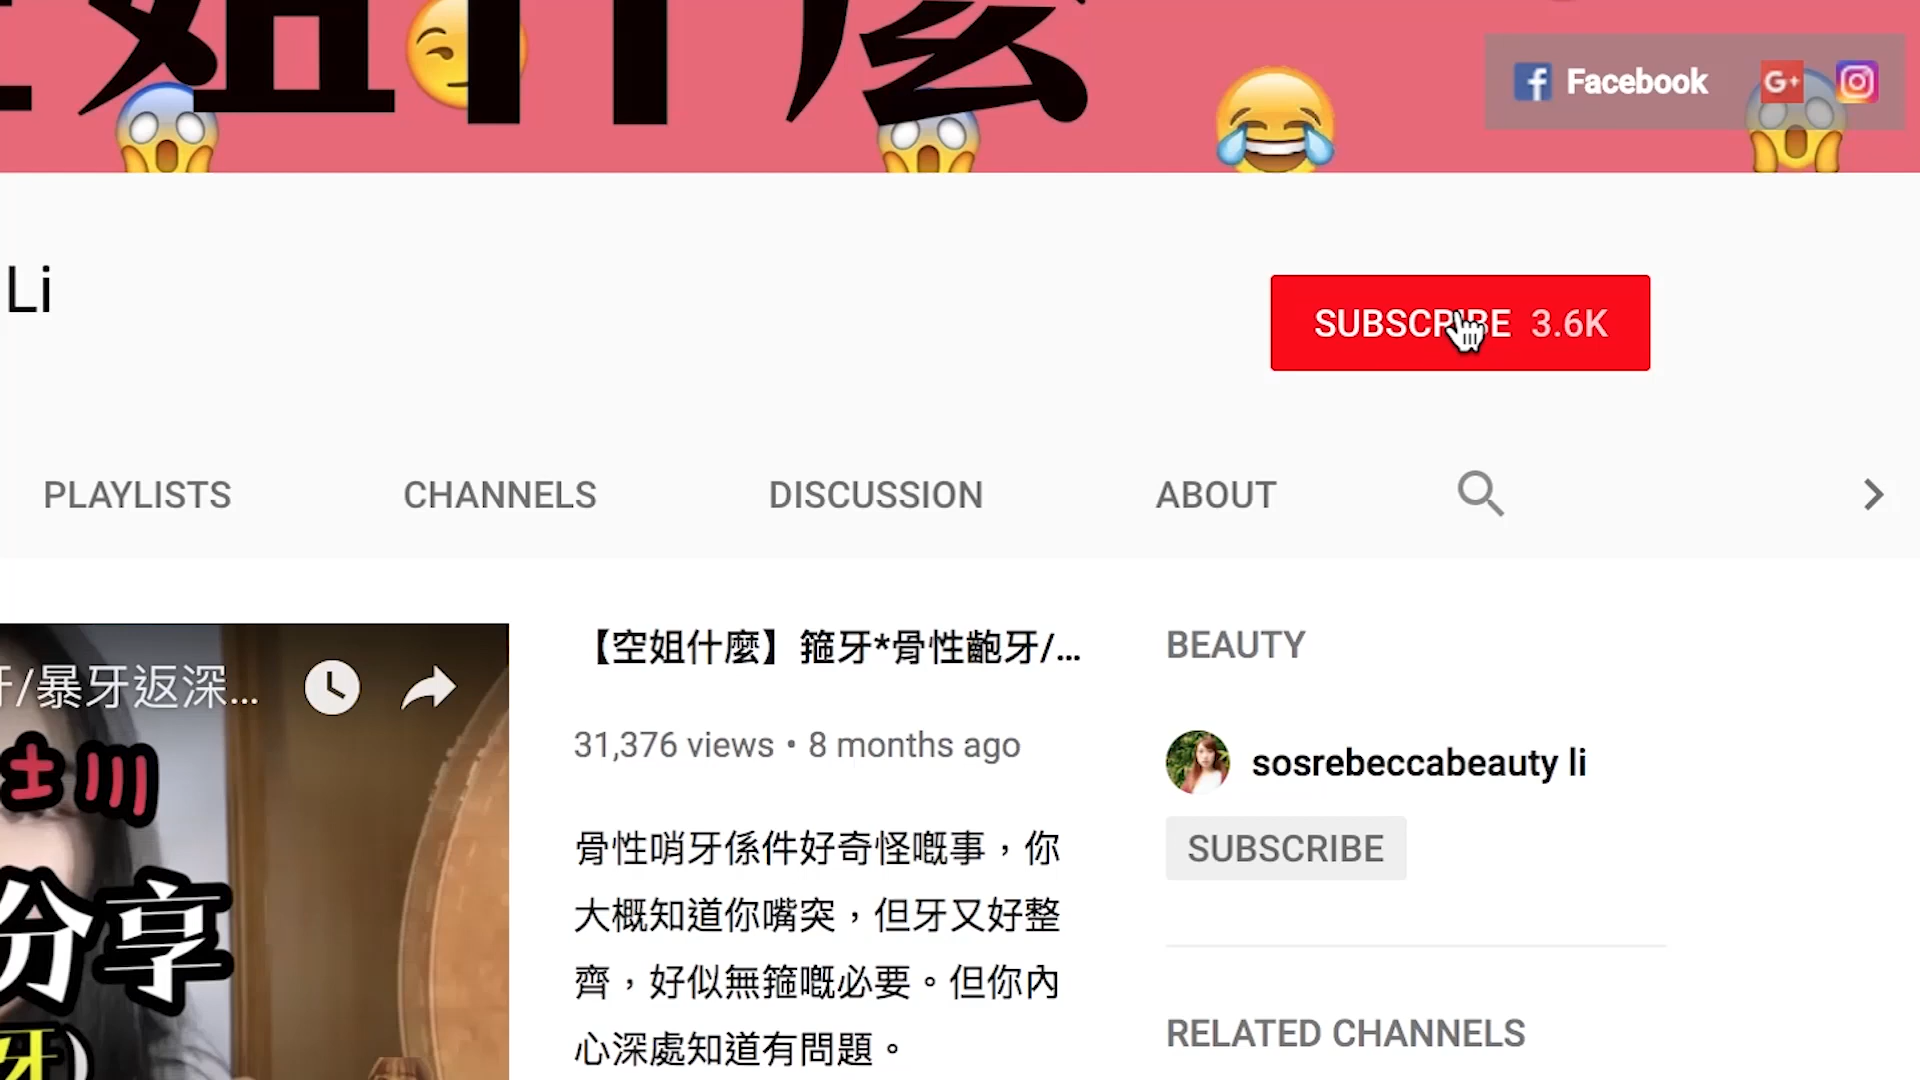 姐什麼
Facebook
Li
SUBSCRIBE 3.6K
PLAYLISTS
CHANNELS
DISCUSSION
ABOUT
/暴牙返深...
分享
牙)
【空姐什麼】箍牙*骨性齙牙/...
31,376 views • 8 months ago
骨性哨牙係件好奇怪嘅事，你
大概知道你嘴突，但牙又好整
齊，好似無箍嘅必要。但你內
心深處知道有問題。
BEAUTY
sosrebeccabeauty li
SUBSCRIBE
RELATED CHANNELS